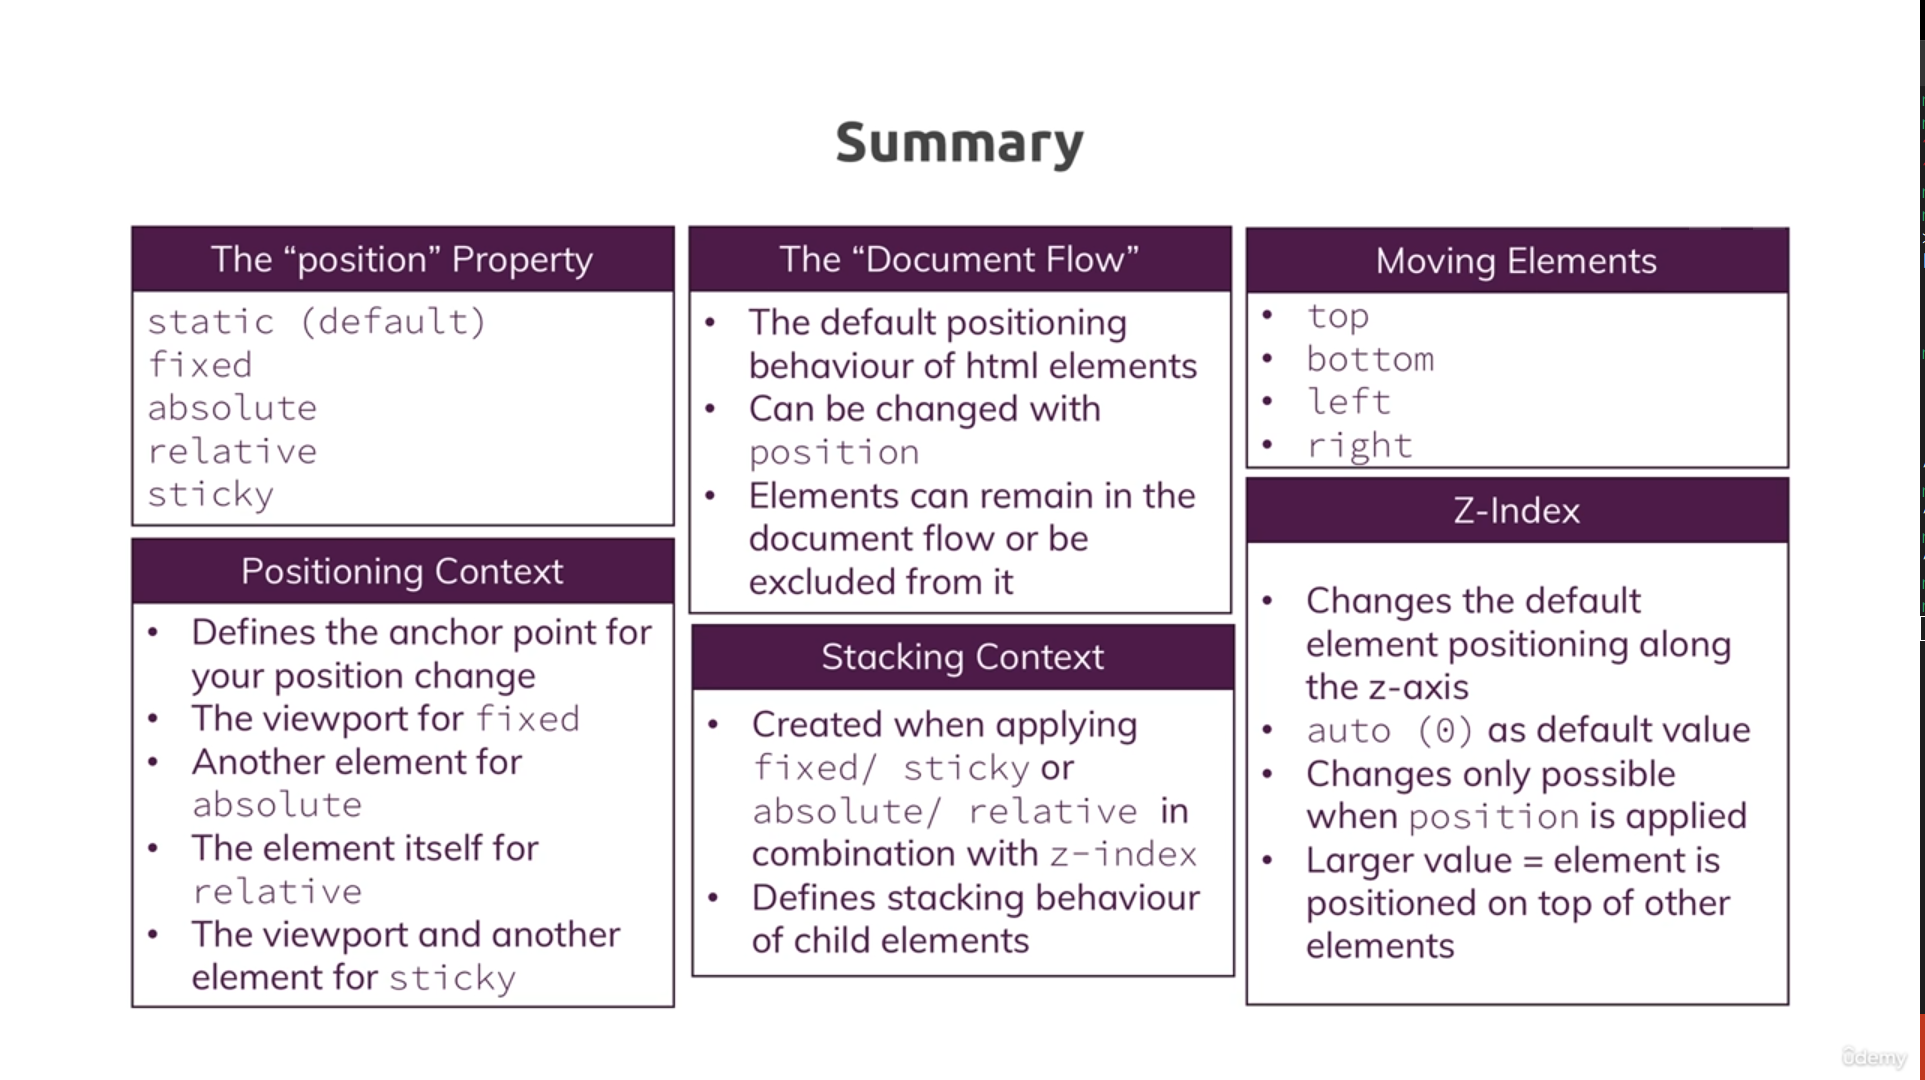 Summary
The “position” Property
static (default)
fixed
absolute
relative
sticky
Positioning Context
• Defines the anchor point for
your position change
• The viewport for fixed
• Another element for
absolute
• The element itself for
relative
• The viewport and another
element for sticky
The “Document Flow”
• The default positioning
behaviour of html elements
• Can be changed with
position
• Elements can remain in the
document flow or be
excluded from it
Stacking Context
• Created when applying
fixed/ sticky or
absolute/ relative in
combination with z-index
• Defines stacking behaviour
of child elements
Moving Elements
• top
• bottom
• left
• right
Z-Index
• Changes the default
element positioning along
the z-axis
• auto (0) as default value
• Changes only possible
when position is applied
• Larger value = element is
positioned on top of other
elements
ûdemy